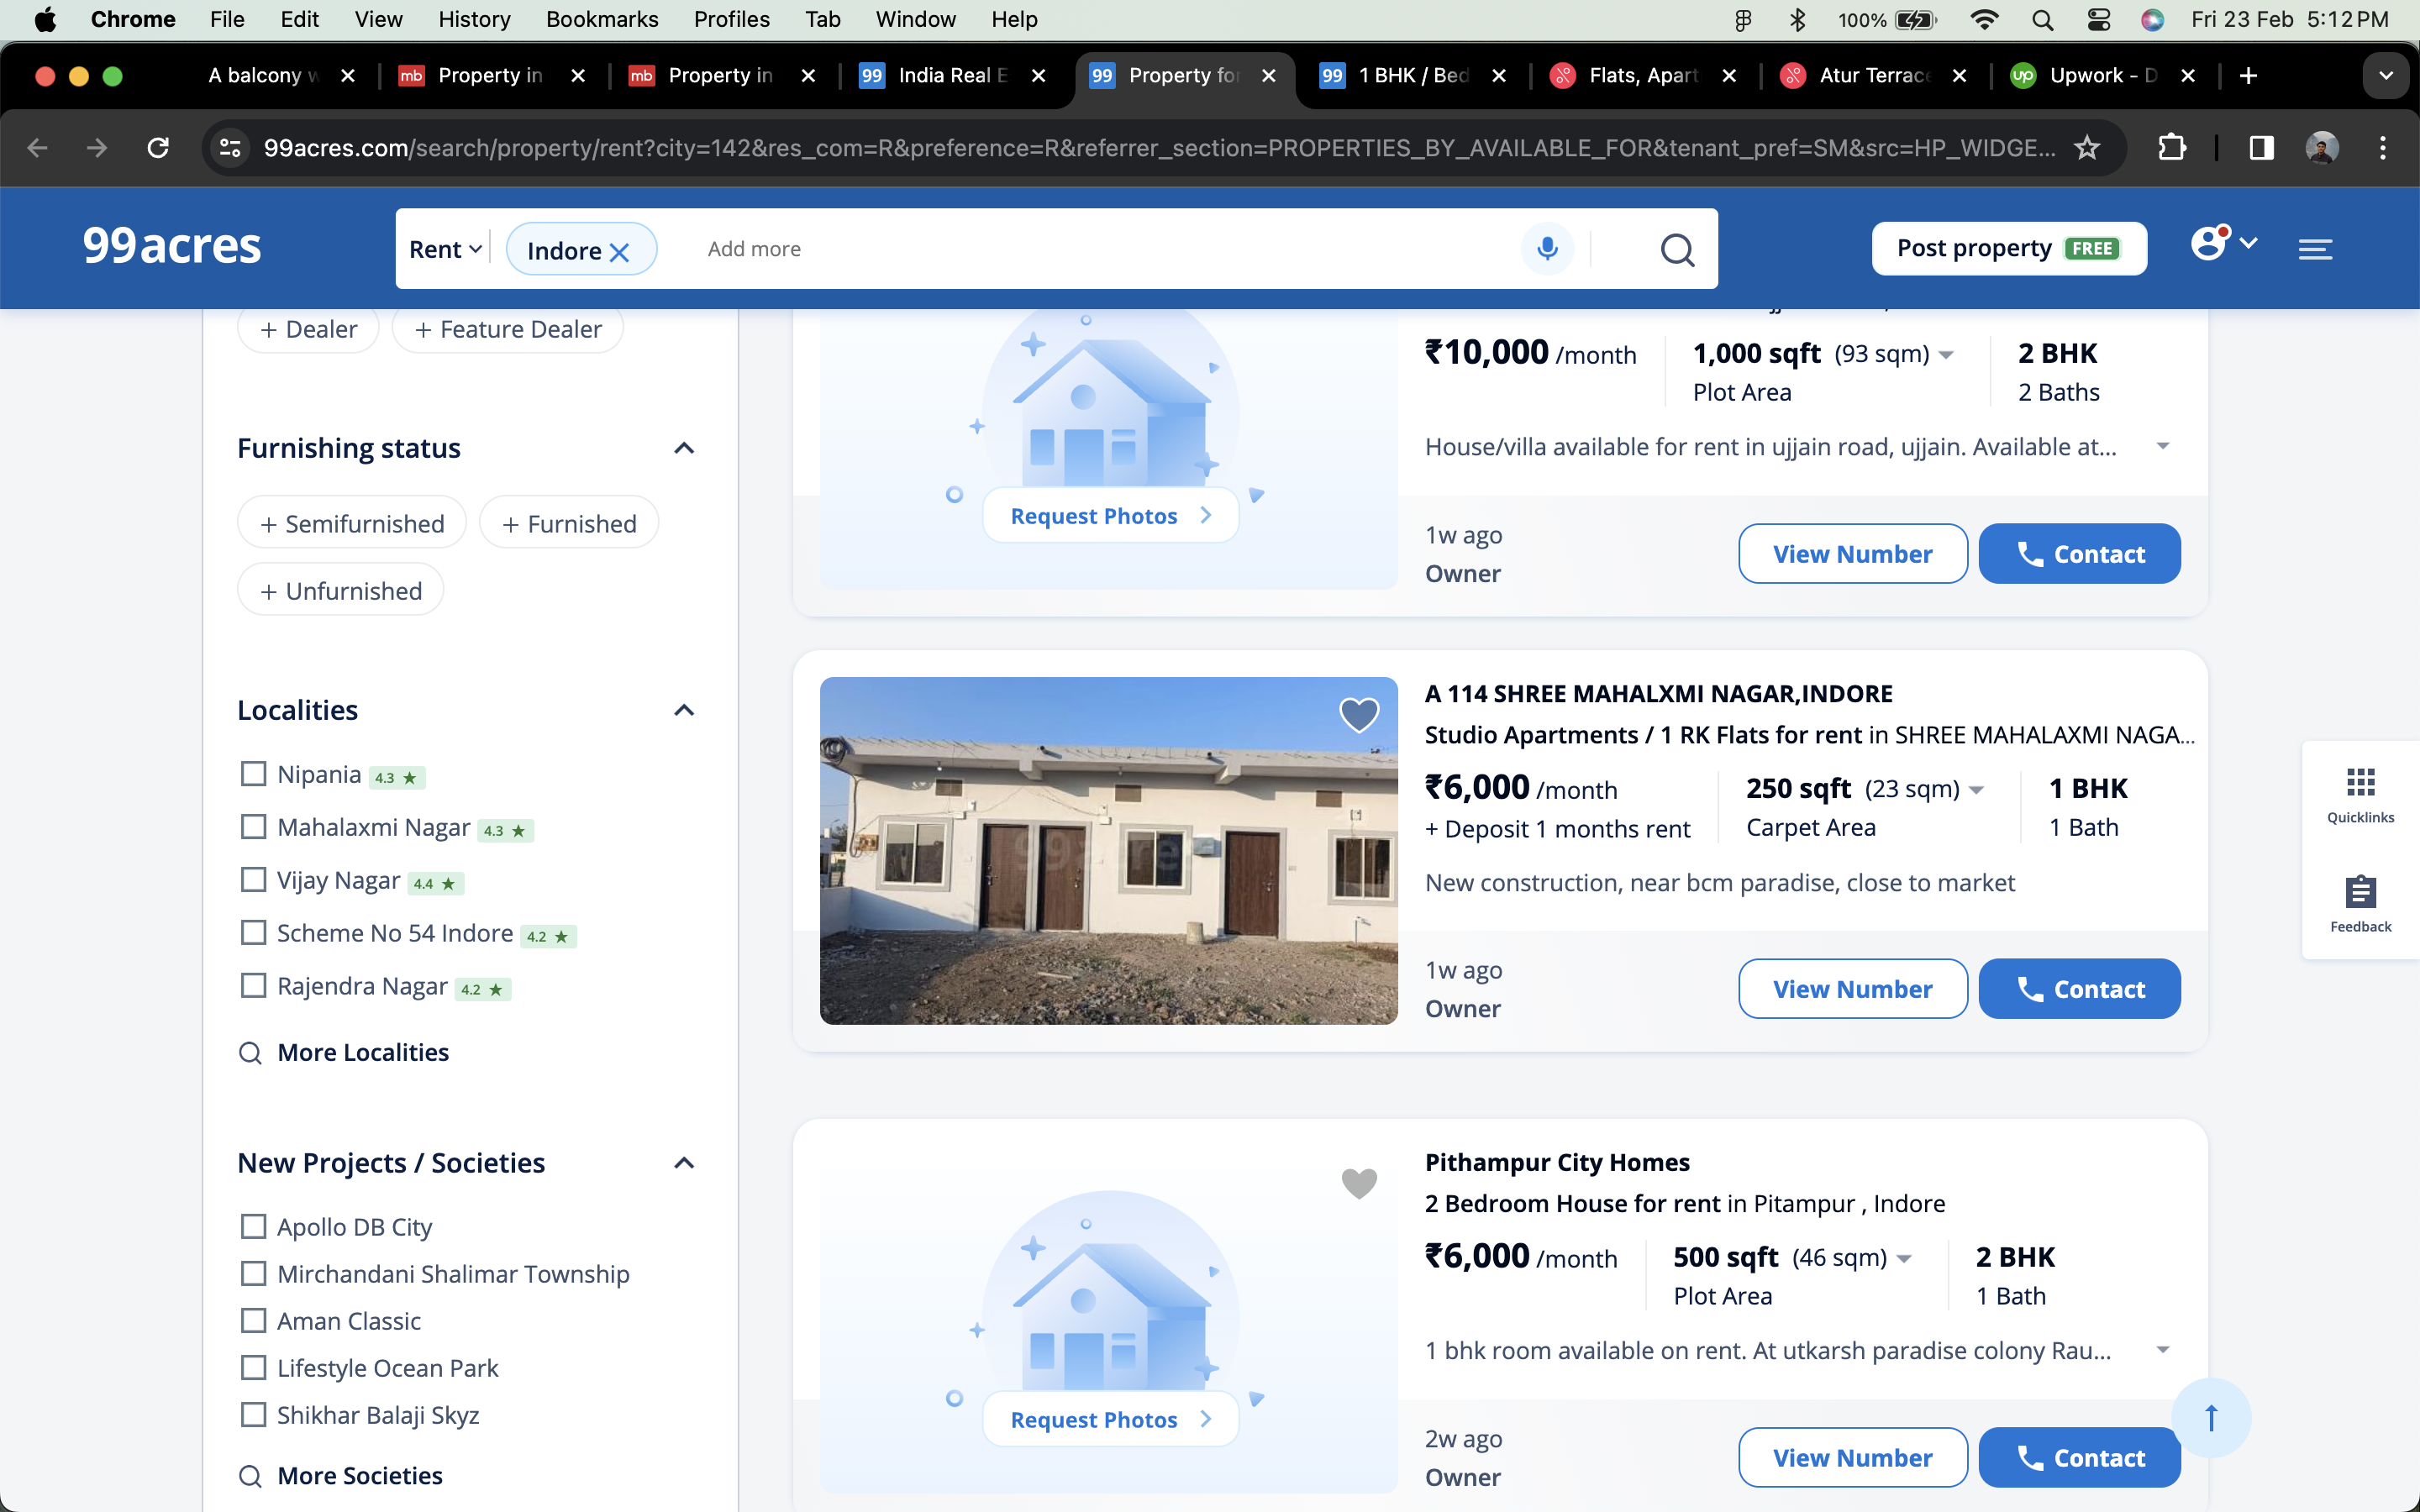 Chrome File Edit View History Bookmarks Profiles Tab Window Help 100% Fri 23 Feb 5:12 PM
A balcony w mb Property in mb Property in 99 India Real E 99 Property for 99 1 BHK / Bed Flats, Apart Atur Terrace up Upwork - D
99acres.com/search/property/rent?city=142&res_com=R&preference=R&referrer_section=PROPERTIES_BY_AVAILABLE_FOR&tenant_pref=SM&src=HP_WIDGE...
99acres Rent Indore Add more Post property FREE
+ Dealer + Feature Dealer
Furnishing status
+ Semifurnished + Furnished
+ Unfurnished
Localities
Nipania 4.3 ★
Mahalaxmi Nagar 4.3 ★
Vijay Nagar 4.4 ★
Scheme No 54 Indore 4.2 ★
Rajendra Nagar 4.2 ★
More Localities
New Projects / Societies
Apollo DB City
Mirchandani Shalimar Township
Aman Classic
Lifestyle Ocean Park
Shikhar Balaji Skyz
More Societies
₹10,000 /month 1,000 sqft (93 sqm) 2 BHK
Plot Area 2 Baths
House/villa available for rent in ujjain road, ujjain. Available at...
Request Photos
1w ago
Owner
View Number Contact
A 114 SHREE MAHALXMI NAGAR,INDORE
Studio Apartments / 1 RK Flats for rent in SHREE MAHALAXMI NAGA...
₹6,000 /month 250 sqft (23 sqm) 1 BHK
+ Deposit 1 months rent Carpet Area 1 Bath
New construction, near bcm paradise, close to market
99acres
1w ago
Owner
View Number Contact
Pithampur City Homes
2 Bedroom House for rent in Pitampur , Indore
₹6,000 /month 500 sqft (46 sqm) 2 BHK
Plot Area 1 Bath
1 bhk room available on rent. At utkarsh paradise colony Rau...
Request Photos
2w ago
Owner
View Number Contact
Quicklinks
Feedback